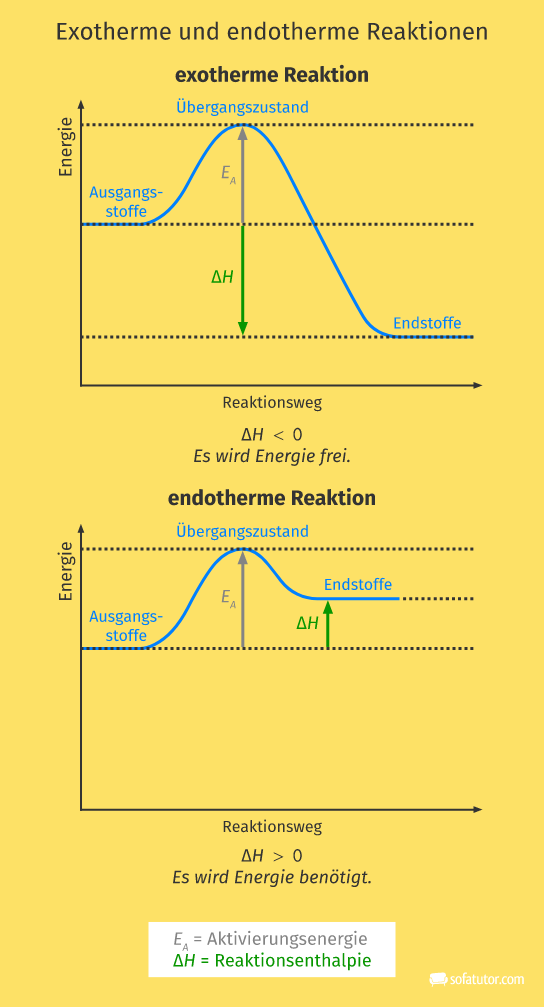 Exotherme und endotherme Reaktionen
exotherme Reaktion
Übergangszustand
Energie
E_A
Ausgangs-
stoffe
ΔH
Endstoffe
Reaktionsweg
ΔH < 0
Es wird Energie frei.
endotherme Reaktion
Übergangszustand
Energie
Endstoffe
E_A
Ausgangs-
stoffe
ΔH
Reaktionsweg
ΔH > 0
Es wird Energie benötigt.
E_A = Aktivierungsenergie
ΔH = Reaktionsenthalpie
sofatutor.com